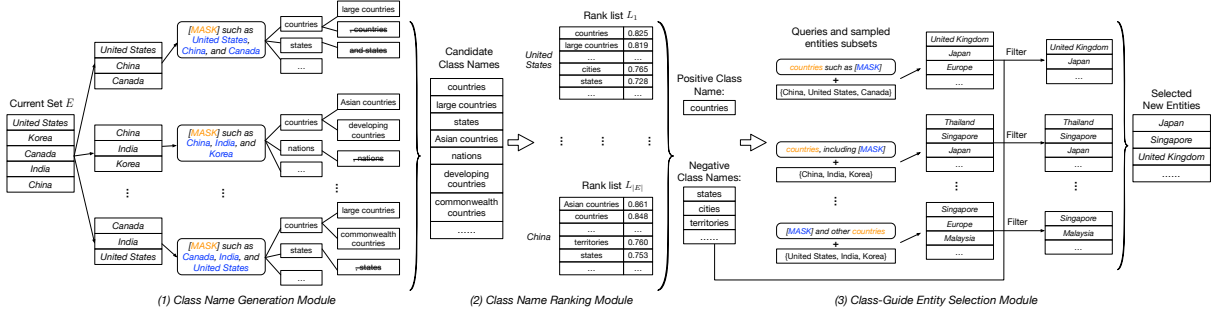 Current Set E
United States
Korea
Canada
India
China
United States
China
Canada
China
India
Korea
Canada
India
United States
[MASK] such as
United States,
China, and Canada
[MASK] such as
China, India, and
Korea
[MASK] such as
Canada, India, and
United States
countries
states
...
large countries
, countries
and states
countries
nations
...
Asian countries
developing
countries
, nations
countries
states
...
large countries
commonwealth
countries
, states
(1) Class Name Generation Module
Candidate
Class Names
countries
large countries
states
Asian countries
nations
developing
countries
commonwealth
countries
......
Rank list L1
United
States
countries 0.825
large countries 0.819
... ...
cities 0.765
states 0.728
... ...
Rank list L|E|
China
Asian countries 0.861
countries 0.848
... ...
territories 0.760
states 0.753
... ...
(2) Class Name Ranking Module
Positive Class
Name:
countries
Negative
Class Names:
states
cities
territories
......
Queries and sampled
entities subsets
countries such as [MASK]
+
{China, United States, Canada}
countries, including [MASK]
+
{China, India, Korea}
[MASK] and other countries
+
{United States, India, Korea}
United Kingdom
Japan
Europe
...
Thailand
Singapore
Japan
...
Singapore
Europe
Malaysia
...
Filter
Filter
Filter
United Kingdom
Japan
...
Thailand
Singapore
Japan
...
Singapore
Malaysia
...
Selected
New Entities
Japan
Singapore
United Kingdom
......
(3) Class-Guide Entity Selection Module